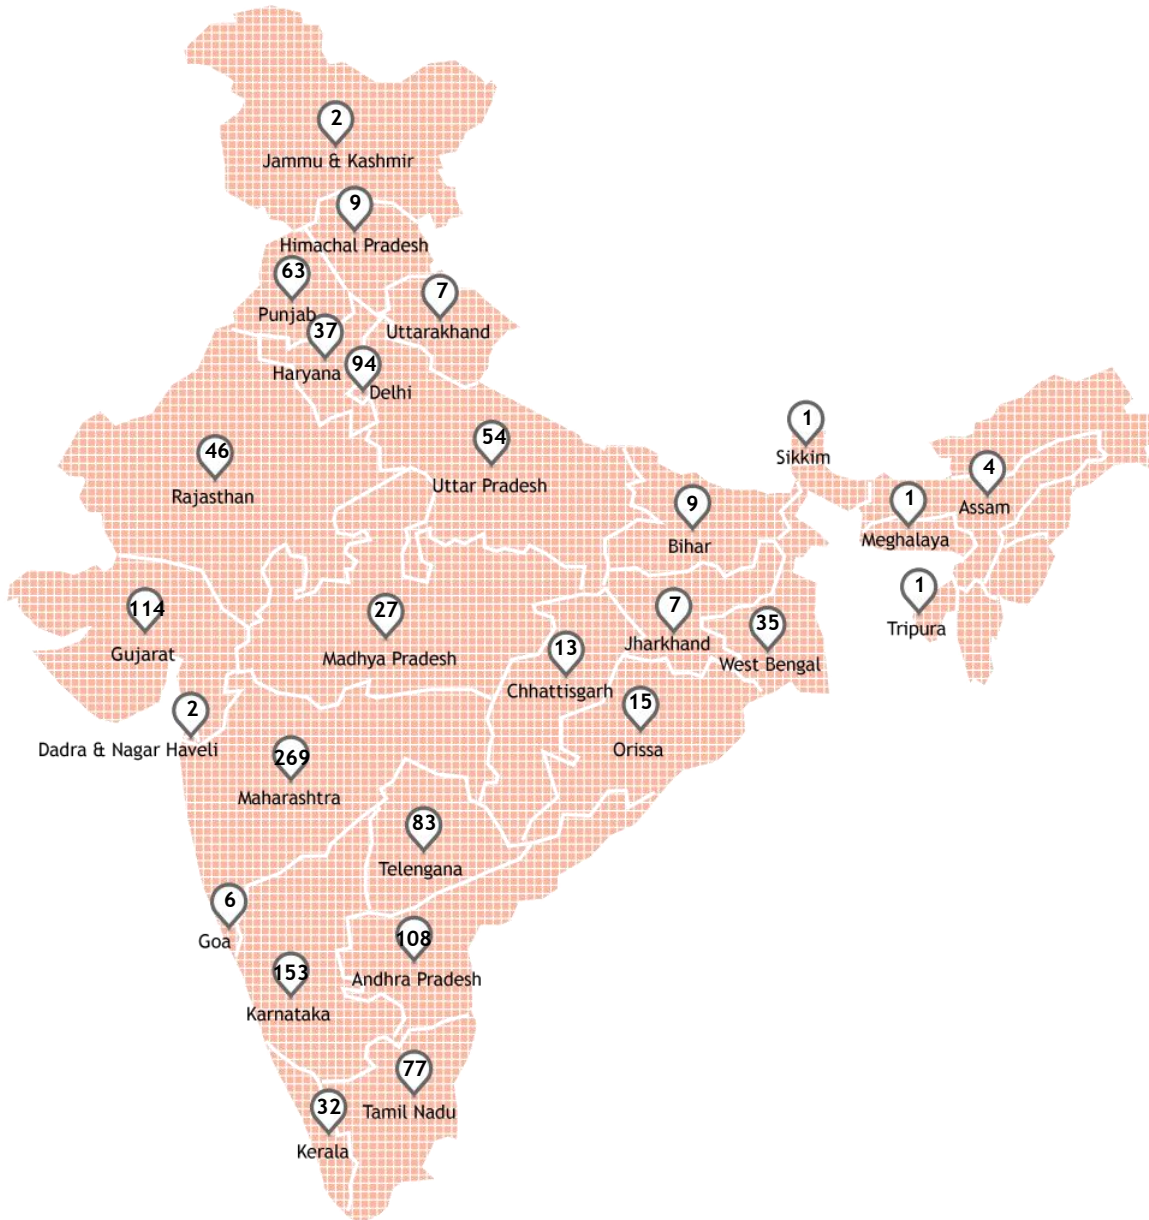 2
Jammu & Kashmir
9
Himachal Pradesh
63
Punjab
7
Uttarakhand
37
Haryana
94
Delhi
46
Rajasthan
54
Uttar Pradesh
1
Sikkim
4
Assam
1
Meghalaya
9
Bihar
1
Tripura
114
Gujarat
27
Madhya Pradesh
7
Jharkhand
35
West Bengal
13
Chhattisgarh
15
Orissa
2
Dadra & Nagar Haveli
269
Maharashtra
83
Telengana
6
Goa
108
Andhra Pradesh
153
Karnataka
77
Tamil Nadu
32
Kerala